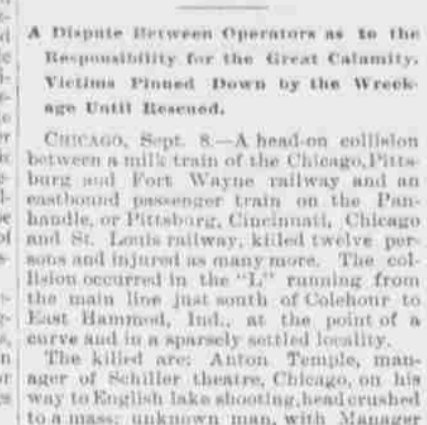 A Dispute Between Operators as to the
Responsibility for the Great Calamity.
Victims Pinned Down by the Wreck-
age Until Rescued.
CHICAGO, Sept. 8.—A head-on collision
between a milk train of the Chicago, Pitts-
burg and Fort Wayne railway and an
eastbound passenger train on the Pan-
handle, or Pittsburg, Cincinnati, Chicago
and St. Louis railway, killed twelve per-
sons and injured as many more. The col-
lision occurred in the "L" running from
the main line just south of Colehour to
East Hammod, Ind., at the point of a
curve and in a sparsely settled locality.
The killed are: Anton Temple, man-
ager of Schiller theatre, Chicago, on his
way to English lake shooting, head crushed
to a mass; unknown man, with Manager